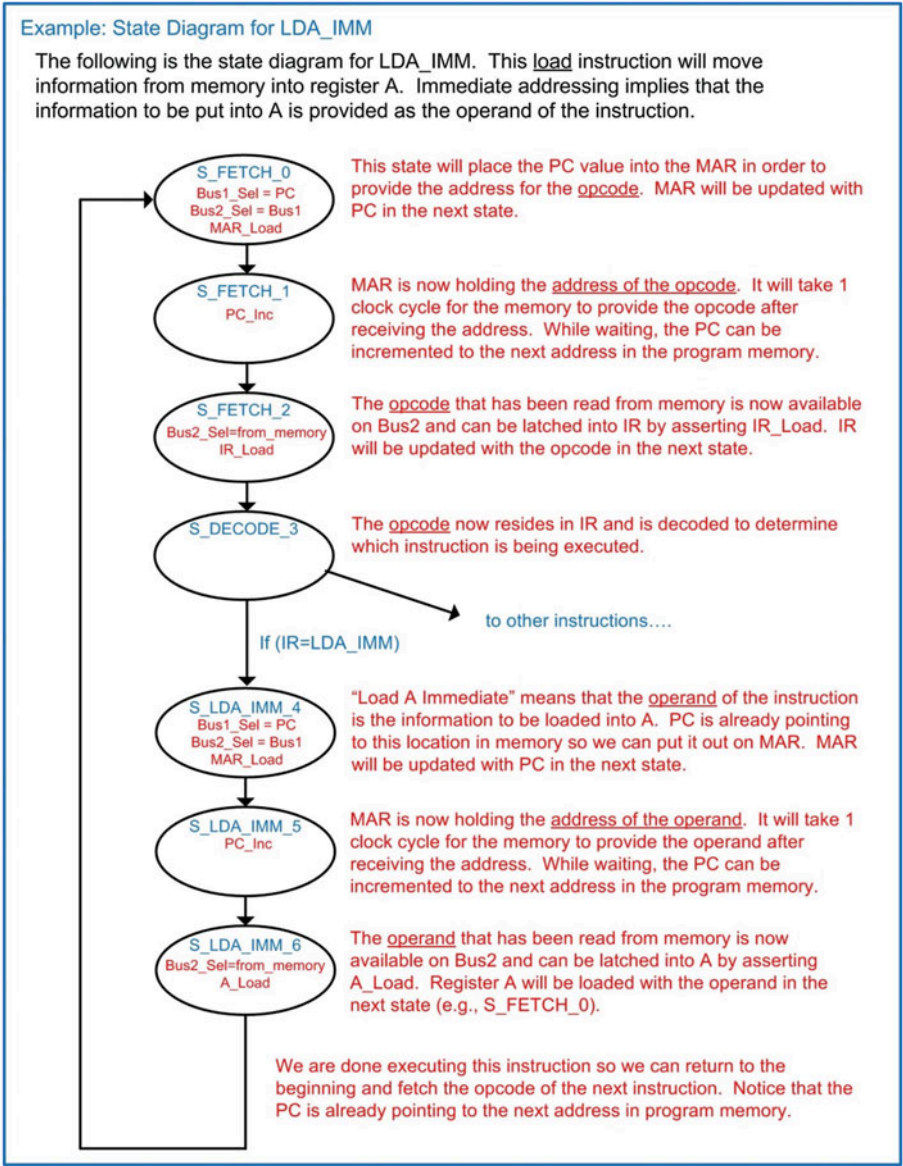 Example: State Diagram for LDA_IMM
The following is the state diagram for LDA_IMM. This load instruction will move
information from memory into register A. Immediate addressing implies that the
information to be put into A is provided as the operand of the instruction.
S_FETCH_0
Bus1_Sel = PC
Bus2_Sel = Bus1
MAR_Load
This state will place the PC value into the MAR in order to
provide the address for the opcode. MAR will be updated with
PC in the next state.
S_FETCH_1
PC_Inc
MAR is now holding the address of the opcode. It will take 1
clock cycle for the memory to provide the opcode after
receiving the address. While waiting, the PC can be
incremented to the next address in the program memory.
S_FETCH_2
Bus2_Sel=from_memory
IR_Load
The opcode that has been read from memory is now available
on Bus2 and can be latched into IR by asserting IR_Load. IR
will be updated with the opcode in the next state.
S_DECODE_3
The opcode now resides in IR and is decoded to determine
which instruction is being executed.
to other instructions....
If (IR=LDA_IMM)
S_LDA_IMM_4
Bus1_Sel = PC
Bus2_Sel = Bus1
MAR_Load
“Load A Immediate” means that the operand of the instruction
is the information to be loaded into A. PC is already pointing
to this location in memory so we can put it out on MAR. MAR
will be updated with PC in the next state.
S_LDA_IMM_5
PC_Inc
MAR is now holding the address of the operand. It will take 1
clock cycle for the memory to provide the operand after
receiving the address. While waiting, the PC can be
incremented to the next address in the program memory.
S_LDA_IMM_6
Bus2_Sel=from_memory
A_Load
The operand that has been read from memory is now
available on Bus2 and can be latched into A by asserting
A_Load. Register A will be loaded with the operand in the
next state (e.g., S_FETCH_0).
We are done executing this instruction so we can return to the
beginning and fetch the opcode of the next instruction. Notice that the
PC is already pointing to the next address in program memory.